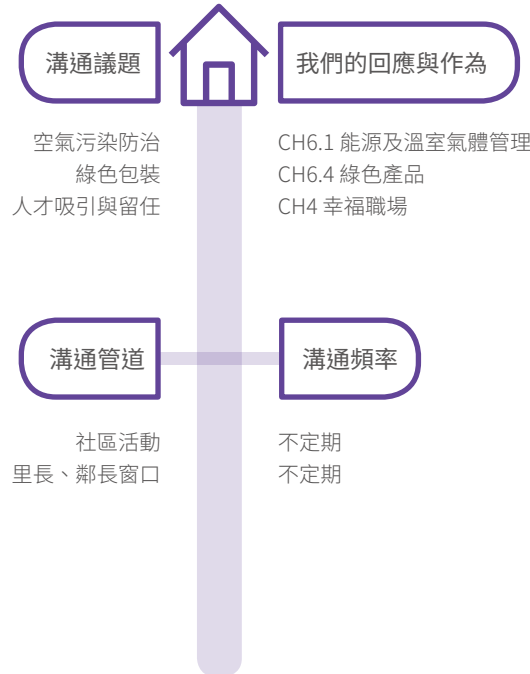 溝通議題
我們的回應與作為
空氣污染防治
CH6.1 能源及溫室氣體管理
綠色包裝
CH6.4 綠色產品
人才吸引與留任
CH4 幸福職場
溝通管道
溝通頻率
社區活動
不定期
里長、鄰長窗口
不定期